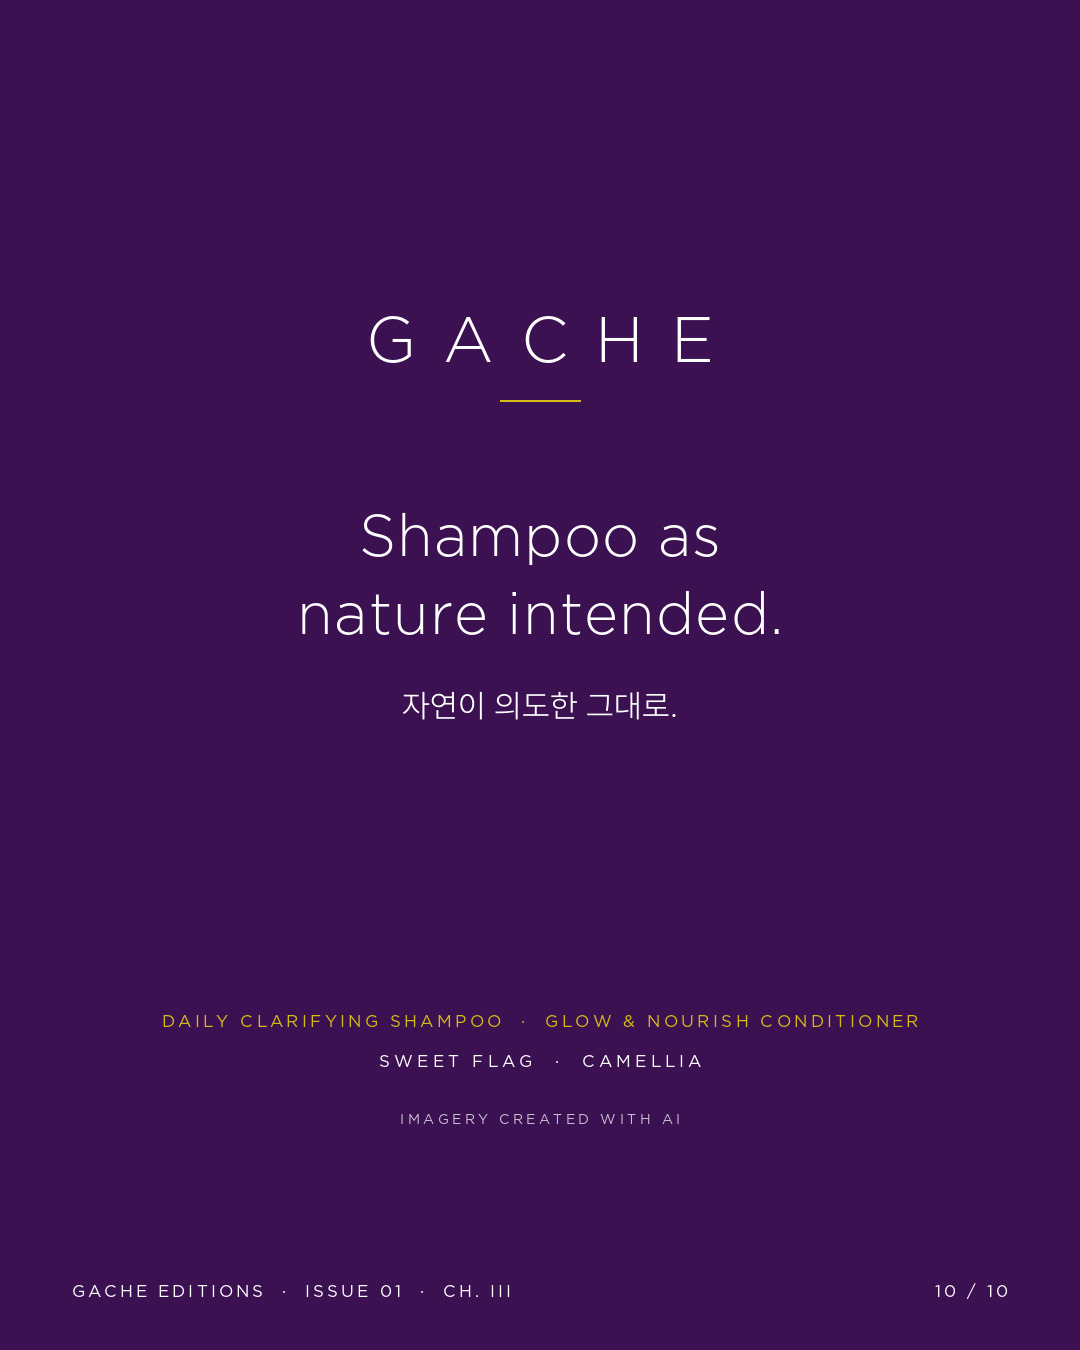 GACHE
Shampoo as
nature intended.
자연이 의도한 그대로.
DAILY CLARIFYING SHAMPOO · GLOW & NOURISH CONDITIONER
SWEET FLAG · CAMELLIA
IMAGERY CREATED WITH AI
GACHE EDITIONS · ISSUE 01 · CH. III
10 / 10